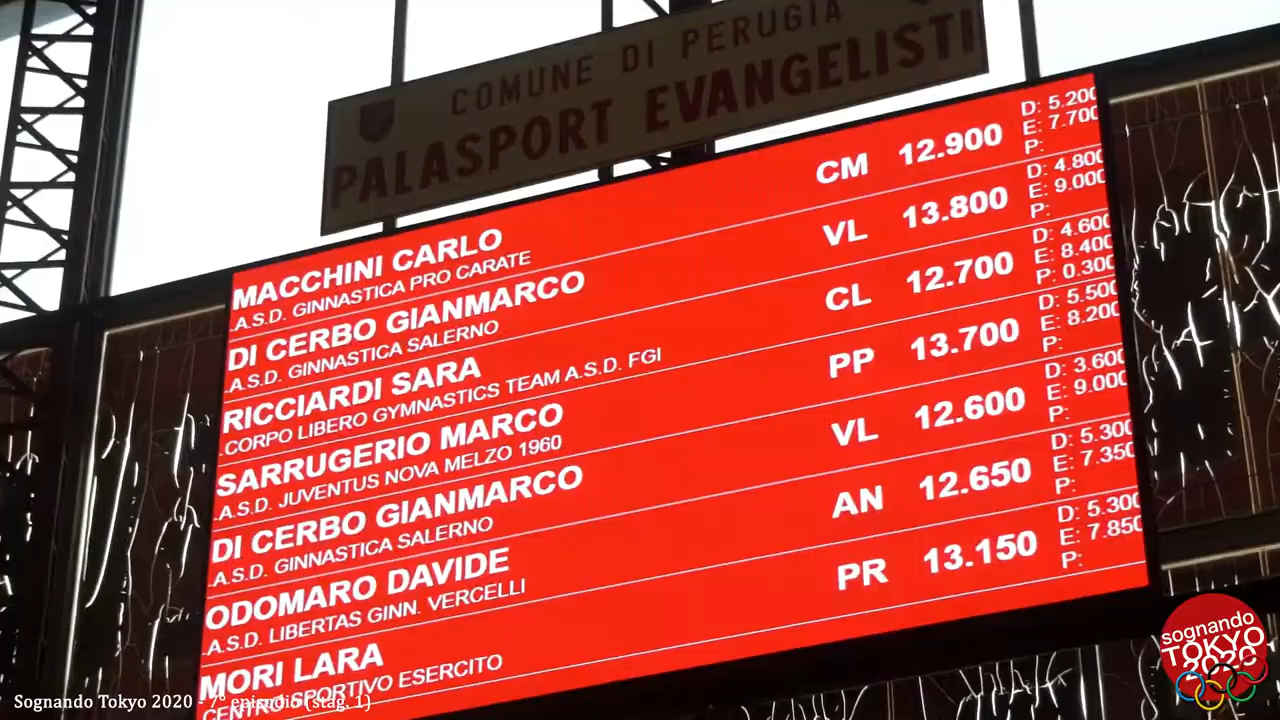 COMUNE DI PERUGIA
PALASPORT EVANGELISTI
MACCHINI CARLO CM 12.900 D: 5.200
A.S.D. GINNASTICA PRO CARATE E: 7.700
P:
DI CERBO GIANMARCO VL 13.800 D: 4.800
A.S.D. GINNASTICA SALERNO E: 9.000
P:
RICCIARDI SARA CL 12.700 D: 4.600
CORPO LIBERO GYMNASTICS TEAM A.S.D. FGI E: 8.400
P: 0.300
SARRUGERIO MARCO PP 13.700 D: 5.500
A.S.D. JUVENTUS NOVA MELZO 1960 E: 8.200
P:
DI CERBO GIANMARCO VL 12.600 D: 3.600
A.S.D. GINNASTICA SALERNO E: 9.000
P:
ODOMARO DAVIDE AN 12.650 D: 5.300
A.S.D. LIBERTAS GINN. VERCELLI E: 7.350
P:
MORI LARA PR 13.150 D: 5.300
CENTRO SPORTIVO ESERCITO E: 7.850
P:
Sognando Tokyo 2020 - 7° episodio (stag. 1)
sognando
TOKYO
2020